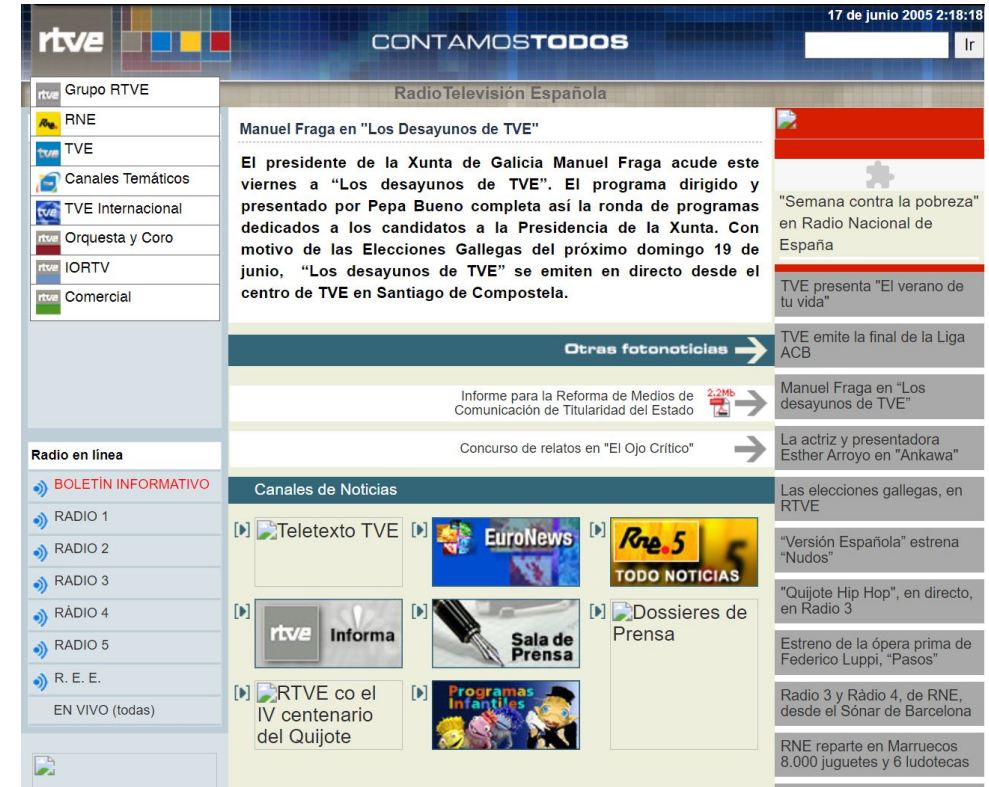 17 de junio 2005 2:18:18
rtve
CONTAMOSTODOS
Ir
RadioTelevisión Española
rtve Grupo RTVE
Rne. RNE
tve TVE
Canales Temáticos
tve TVE Internacional
rtve Orquesta y Coro
rtve IORTV
rtve Comercial
Radio en línea
BOLETÍN INFORMATIVO
RADIO 1
RADIO 2
RADIO 3
RÀDIO 4
RADIO 5
R. E. E.
EN VIVO (todas)
Manuel Fraga en "Los Desayunos de TVE"
El presidente de la Xunta de Galicia Manuel Fraga acude este
viernes a “Los desayunos de TVE”. El programa dirigido y
presentado por Pepa Bueno completa así la ronda de programas
dedicados a los candidatos a la Presidencia de la Xunta. Con
motivo de las Elecciones Gallegas del próximo domingo 19 de
junio, “Los desayunos de TVE” se emiten en directo desde el
centro de TVE en Santiago de Compostela.
Otras fotonoticias
Informe para la Reforma de Medios de
Comunicación de Titularidad del Estado
2,2Mb
Concurso de relatos en "El Ojo Crítico"
Canales de Noticias
Teletexto TVE
EuroNews
Rne.5
5
TODO NOTICIAS
rtve Informa
Sala de
Prensa
Dossieres de
Prensa
RTVE co el
IV centenario
del Quijote
Programas
Infantiles
"Semana contra la pobreza"
en Radio Nacional de
España
TVE presenta "El verano de
tu vida"
TVE emite la final de la Liga
ACB
Manuel Fraga en “Los
desayunos de TVE”
La actriz y presentadora
Esther Arroyo en "Ankawa"
Las elecciones gallegas, en
RTVE
“Versión Española” estrena
“Nudos”
"Quijote Hip Hop", en directo,
en Radio 3
Estreno de la ópera prima de
Federico Luppi, “Pasos”
Radio 3 y Ràdio 4, de RNE,
desde el Sónar de Barcelona
RNE reparte en Marruecos
8.000 juguetes y 6 ludotecas